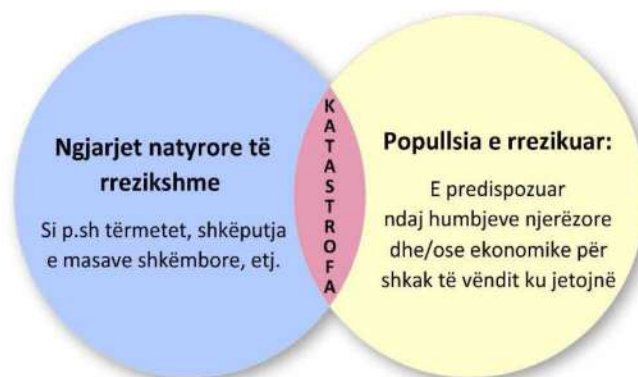 Ngjarjet natyrore të
rrezikshme
Si p.sh tërmetet, shkëputja
e masave shkëmbore, etj.
KATASTROFA
Popullsia e rrezikuar:
E predispozuar
ndaj humbjeve njerëzore
dhe/ose ekonomike për
shkak të vëndit ku jetojnë